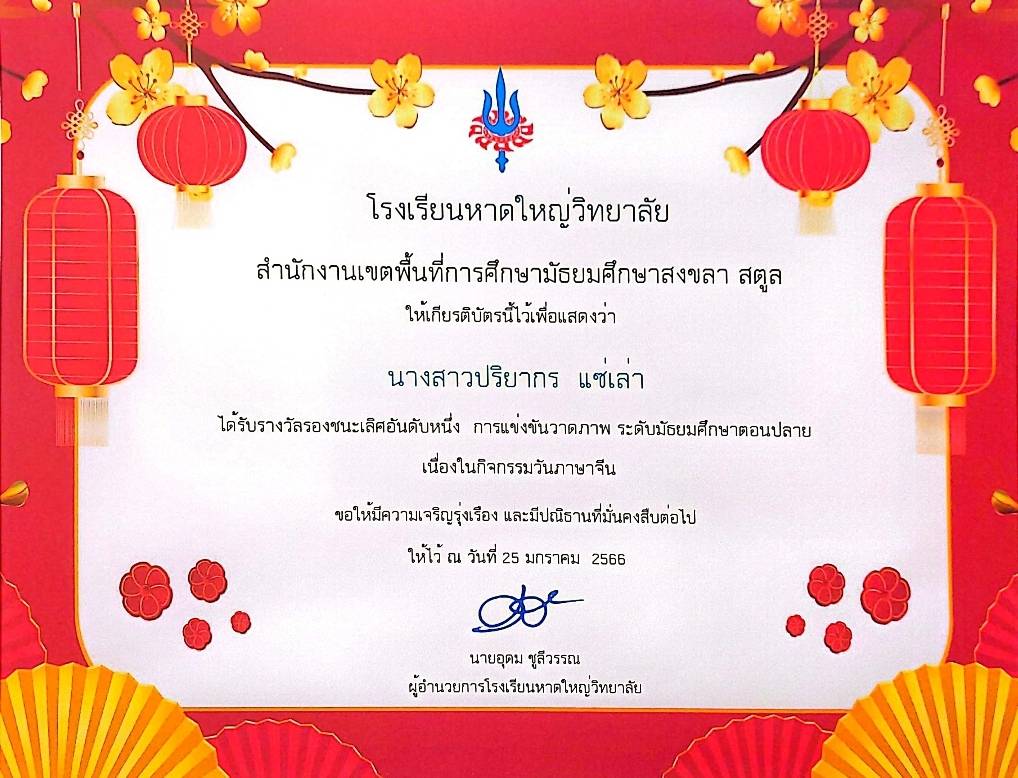 โรงเรียนหาดใหญ่วิทยาลัย
สำนักงานเขตพื้นที่การศึกษามัธยมศึกษาสงขลา สตูล
ให้เกียรติบัตรนี้ไว้เพื่อแสดงว่า
นางสาวปริยากร แซ่เล่า
ได้รับรางวัลรองชนะเลิศอันดับหนึ่ง การแข่งขันวาดภาพ ระดับมัธยมศึกษาตอนปลาย
เนื่องในกิจกรรมวันภาษาจีน
ขอให้มีความเจริญรุ่งเรือง และมีปณิธานที่มั่นคงสืบต่อไป
ให้ไว้ ณ วันที่ 25 มกราคม 2566
นายอุดม ชูลีวรรณ
ผู้อำนวยการโรงเรียนหาดใหญ่วิทยาลัย